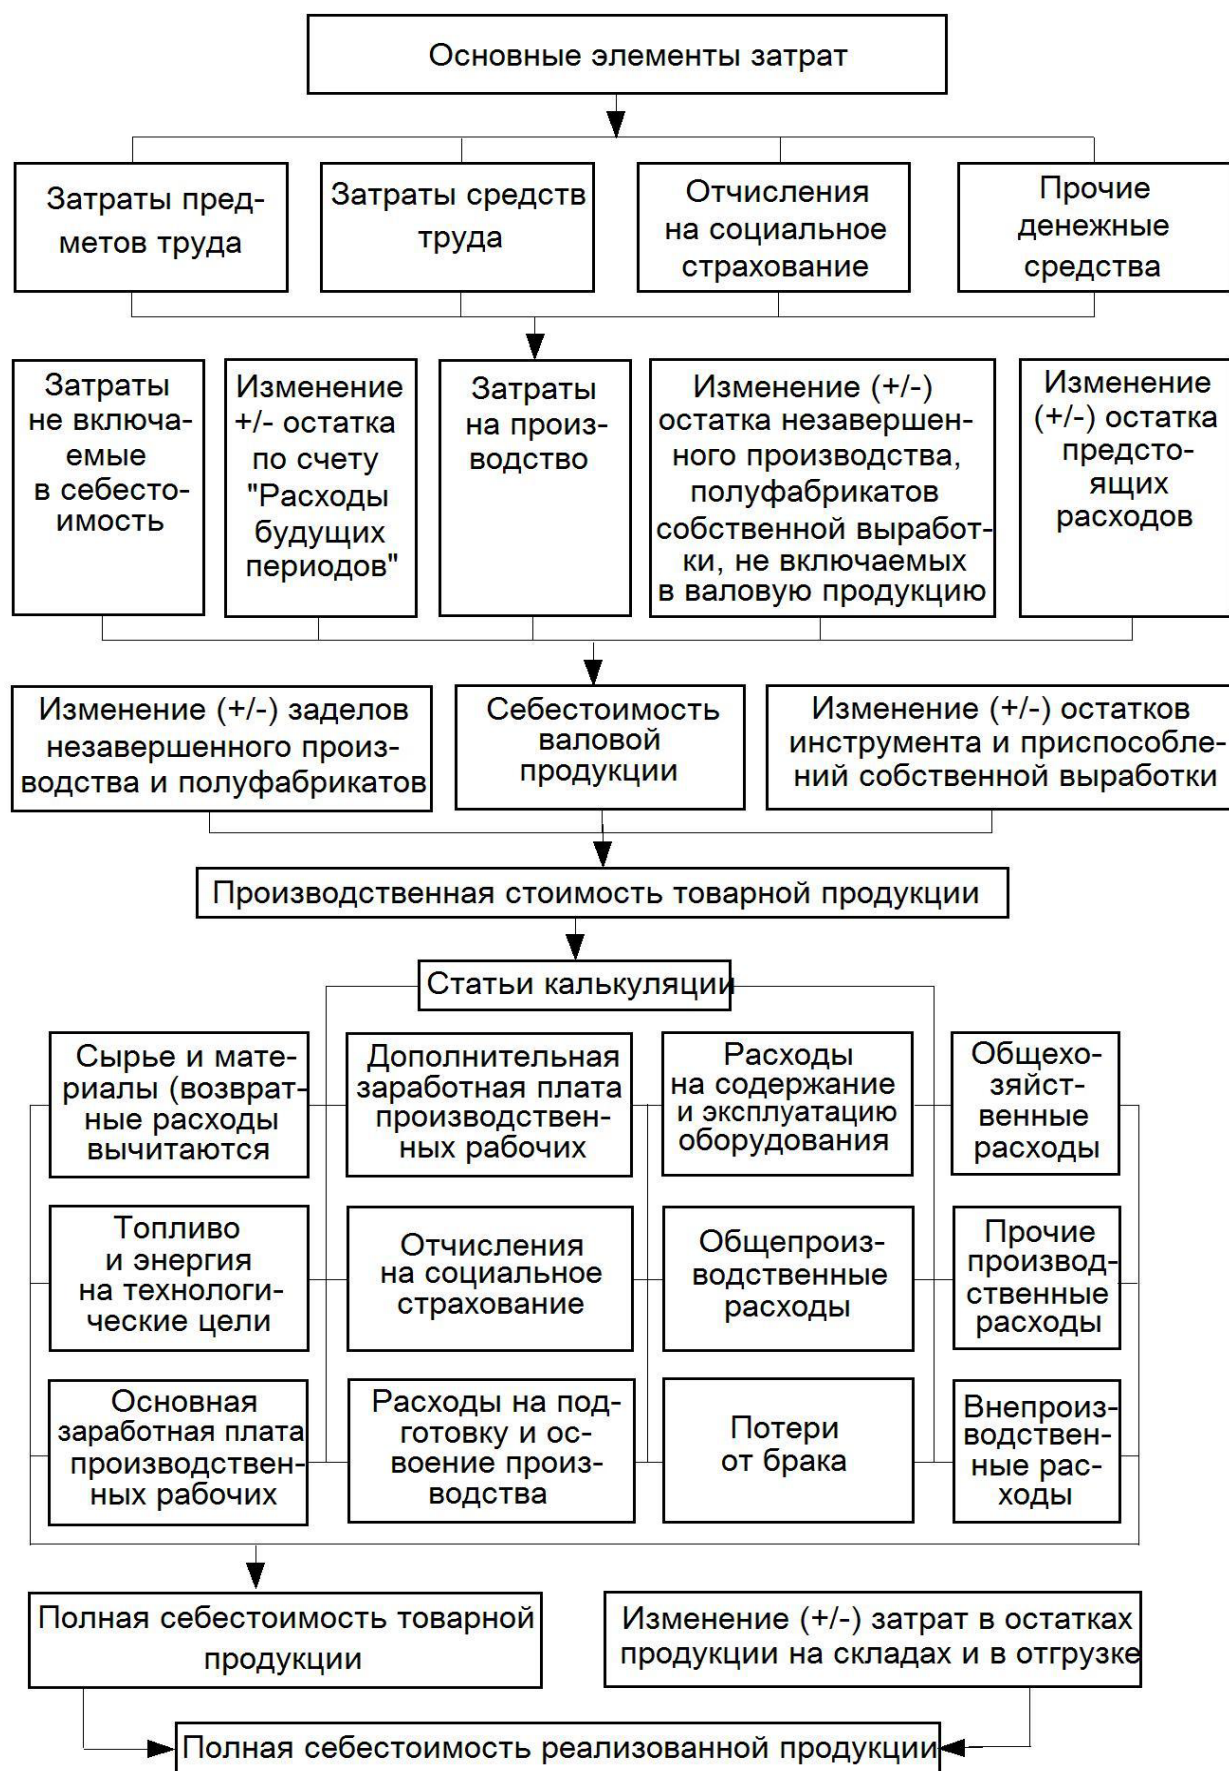 Основные элементы затрат
Затраты пред-
метов труда
Затраты средств
труда
Отчисления
на социальное
страхование
Прочие
денежные
средства
Затраты
не включа-
емые
в себесто-
имость
Изменение
+/- остатка
по счету
"Расходы
будущих
периодов"
Затраты
на произ-
водство
Изменение (+/-)
остатка незавершен-
ного производства,
полуфабрикатов
собственной выработ-
ки, не включаемых
в валовую продукцию
Изменение
(+/-) остатка
предсто-
ящих
расходов
Изменение (+/-) заделов
незавершенного произ-
водства и полуфабрикатов
Себестоимость
валовой
продукции
Изменение (+/-) остатков
инструмента и приспособле-
ний собственной выработки
Производственная стоимость товарной продукции
Статьи калькуляции
Сырье и мате-
риалы (возврат-
ные расходы
вычитаются
Дополнительная
заработная плата
производствен-
ных рабочих
Расходы
на содержание
и эксплуатацию
оборудования
Общехо-
зяйст-
венные
расходы
Топливо
и энергия
на технологи-
ческие цели
Отчисления
на социальное
страхование
Общепроиз-
водственные
расходы
Прочие
производ-
ственные
расходы
Основная
заработная плата
производствен-
ных рабочих
Расходы на под-
готовку и ос-
воение произ-
водства
Потери
от брака
Внепроиз-
водствен-
ные рас-
ходы
Полная себестоимость товарной
продукции
Изменение (+/-) затрат в остатках
продукции на складах и в отгрузке
Полная себестоимость реализованной продукции